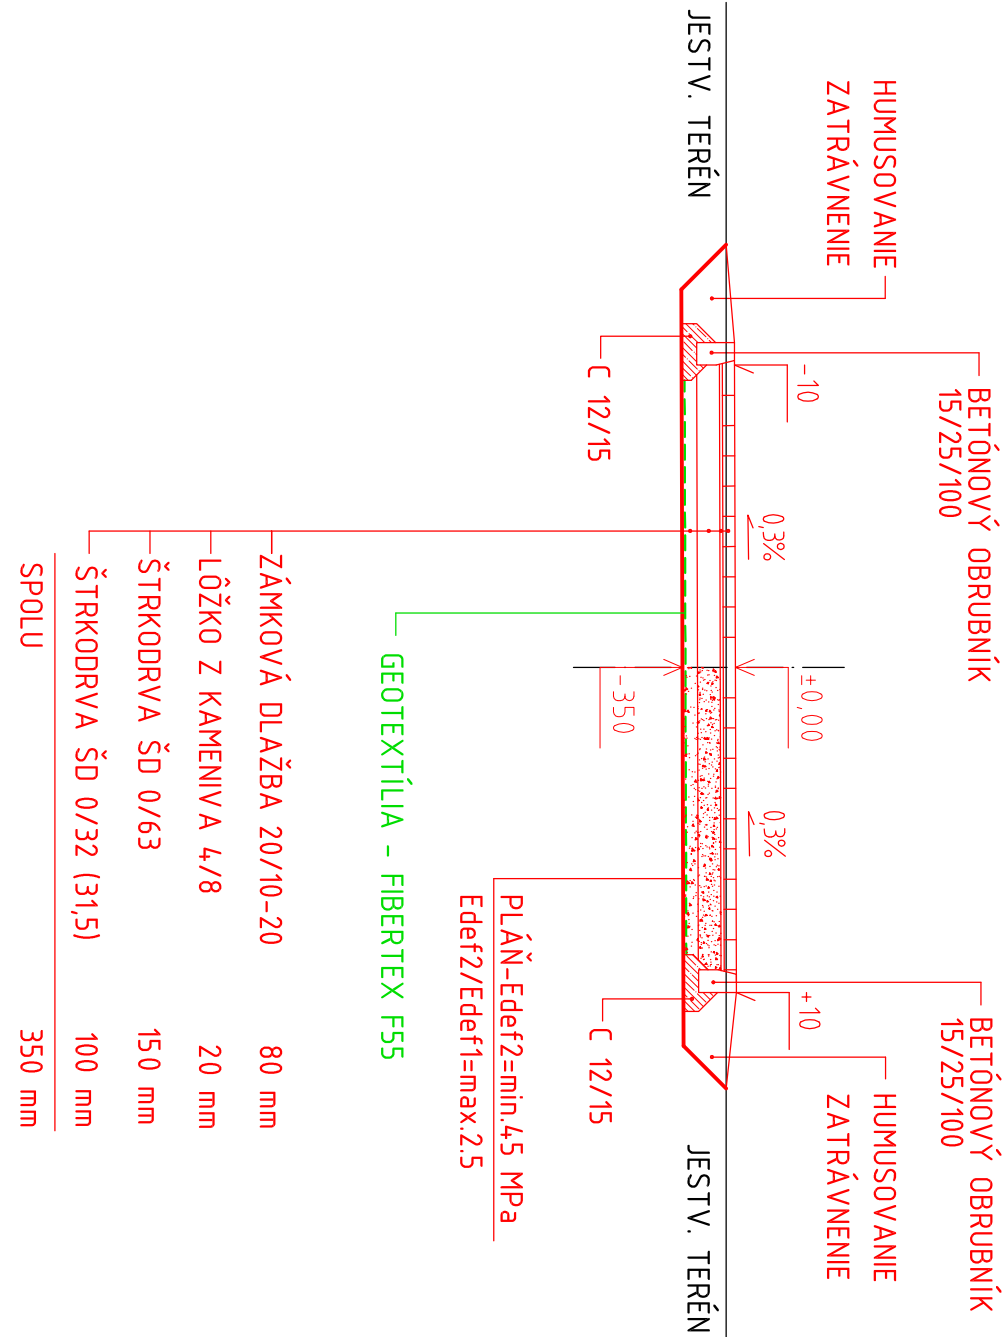 BETÓNOVÝ OBRUBNÍK
15/25/100
BETÓNOVÝ OBRUBNÍK
15/25/100
HUMUSOVANIE
ZATRÁVNENIE
HUMUSOVANIE
ZATRÁVNENIE
-10
±0,00
+10
0,3%
0,3%
JESTV. TERÉN
JESTV. TERÉN
-350
C 12/15
C 12/15
PLÁŇ-Edef2=min.45 MPa
Edef2/Edef1=max.2.5
GEOTEXTÍLIA - FIBERTEX F55
ZÁMKOVÁ DLAŽBA 20/10-20 80 mm
LÔŽKO Z KAMENIVA 4/8 20 mm
ŠTRKODRVA ŠD 0/63 150 mm
ŠTRKODRVA ŠD 0/32 (31,5) 100 mm
SPOLU 350 mm